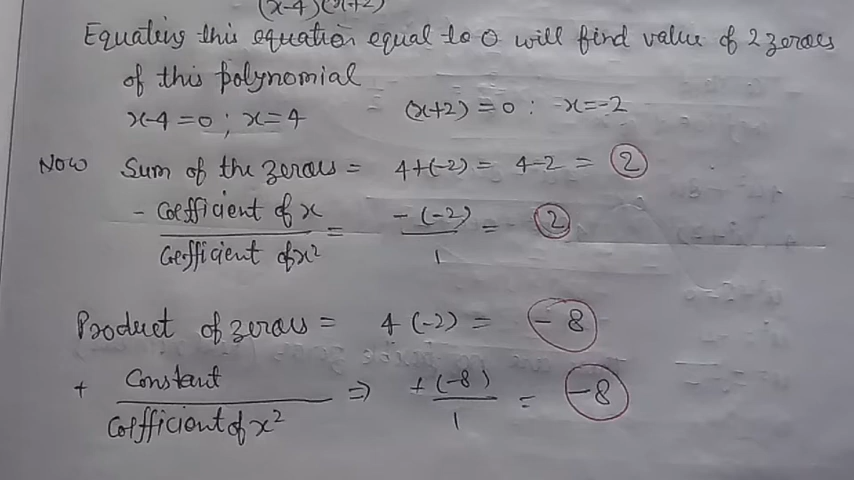 (x-4)(x+2)
Equating this equation equal to 0 will find value of 2 zeroes
of this polynomial
x-4=0 ; x=4 (x+2)=0 : x=-2
Now Sum of the zeroes = 4+(-2) = 4-2 = 2
- Coefficient of x / Coefficient of x² = -(-2) / 1 = 2
Product of zeroes = 4(-2) = -8
+ Constant / Coefficient of x² ⇒ +(-8) / 1 = -8